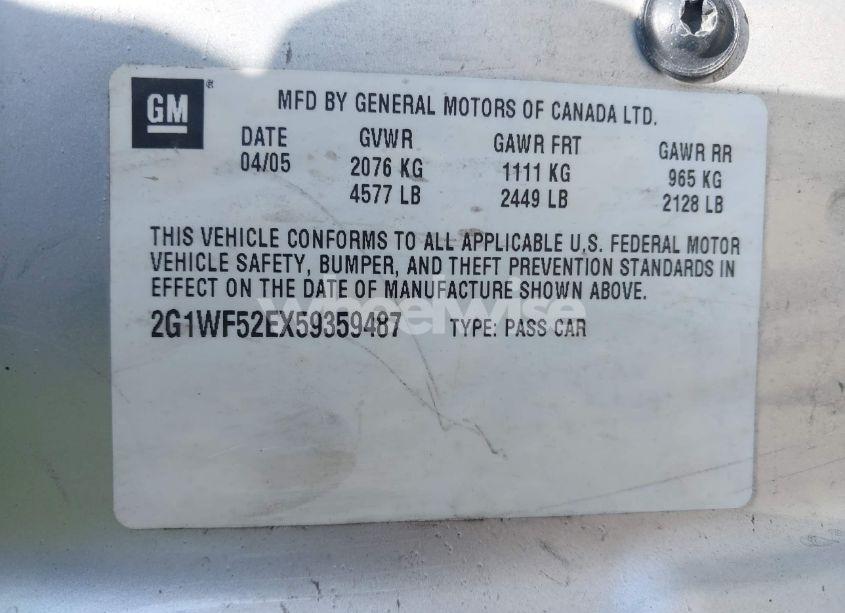 GM®
MFD BY GENERAL MOTORS OF CANADA LTD.
DATE GVWR GAWR FRT GAWR RR
04/05 2076 KG 1111 KG 965 KG
4577 LB 2449 LB 2128 LB
THIS VEHICLE CONFORMS TO ALL APPLICABLE U.S. FEDERAL MOTOR
VEHICLE SAFETY, BUMPER, AND THEFT PREVENTION STANDARDS IN
EFFECT ON THE DATE OF MANUFACTURE SHOWN ABOVE.
2G1WF52EX59359487 TYPE: PASS CAR
Wheelwise